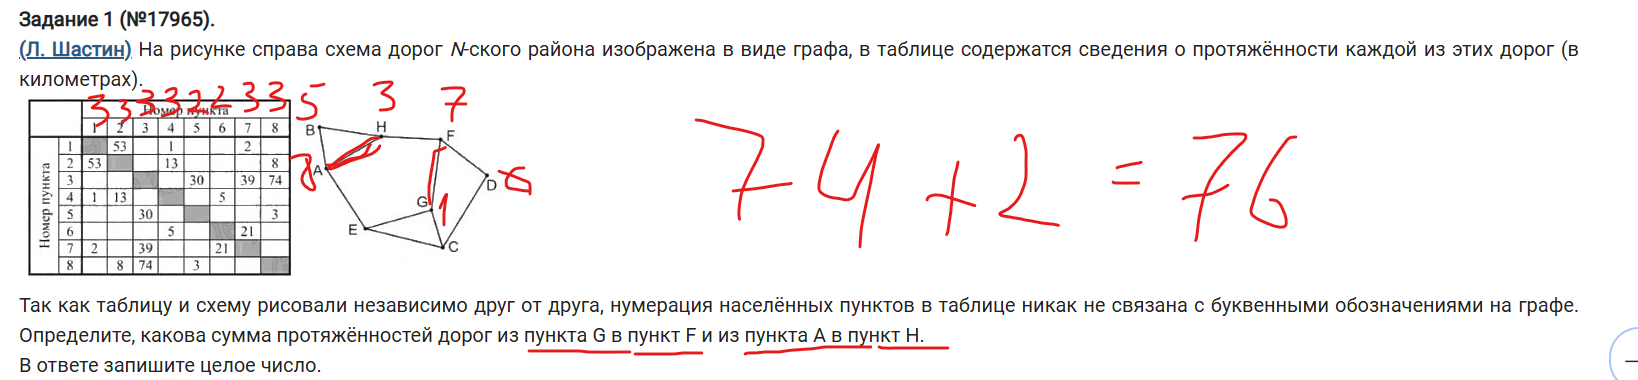 Задание 1 (№17965).
(Л. Шастин) На рисунке справа схема дорог N-ского района изображена в виде графа, в таблице содержатся сведения о протяжённости каждой из этих дорог (в
километрах).
3 3 3 3 2 2 3 3 5 3 7
Номер пункта
1 2 3 4 5 6 7 8
Номер пункта
1 53 1 2
2 53 13 8
3 30 39 74
4 1 13 5
5 30 3
6 5 21
7 2 39 21
8 8 74 3
B H F
8 A D 6
G 1
E C
74 + 2 = 76
Так как таблицу и схему рисовали независимо друг от друга, нумерация населённых пунктов в таблице никак не связана с буквенными обозначениями на графе.
Определите, какова сумма протяжённостей дорог из пункта G в пункт F и из пункта A в пункт H.
В ответе запишите целое число.